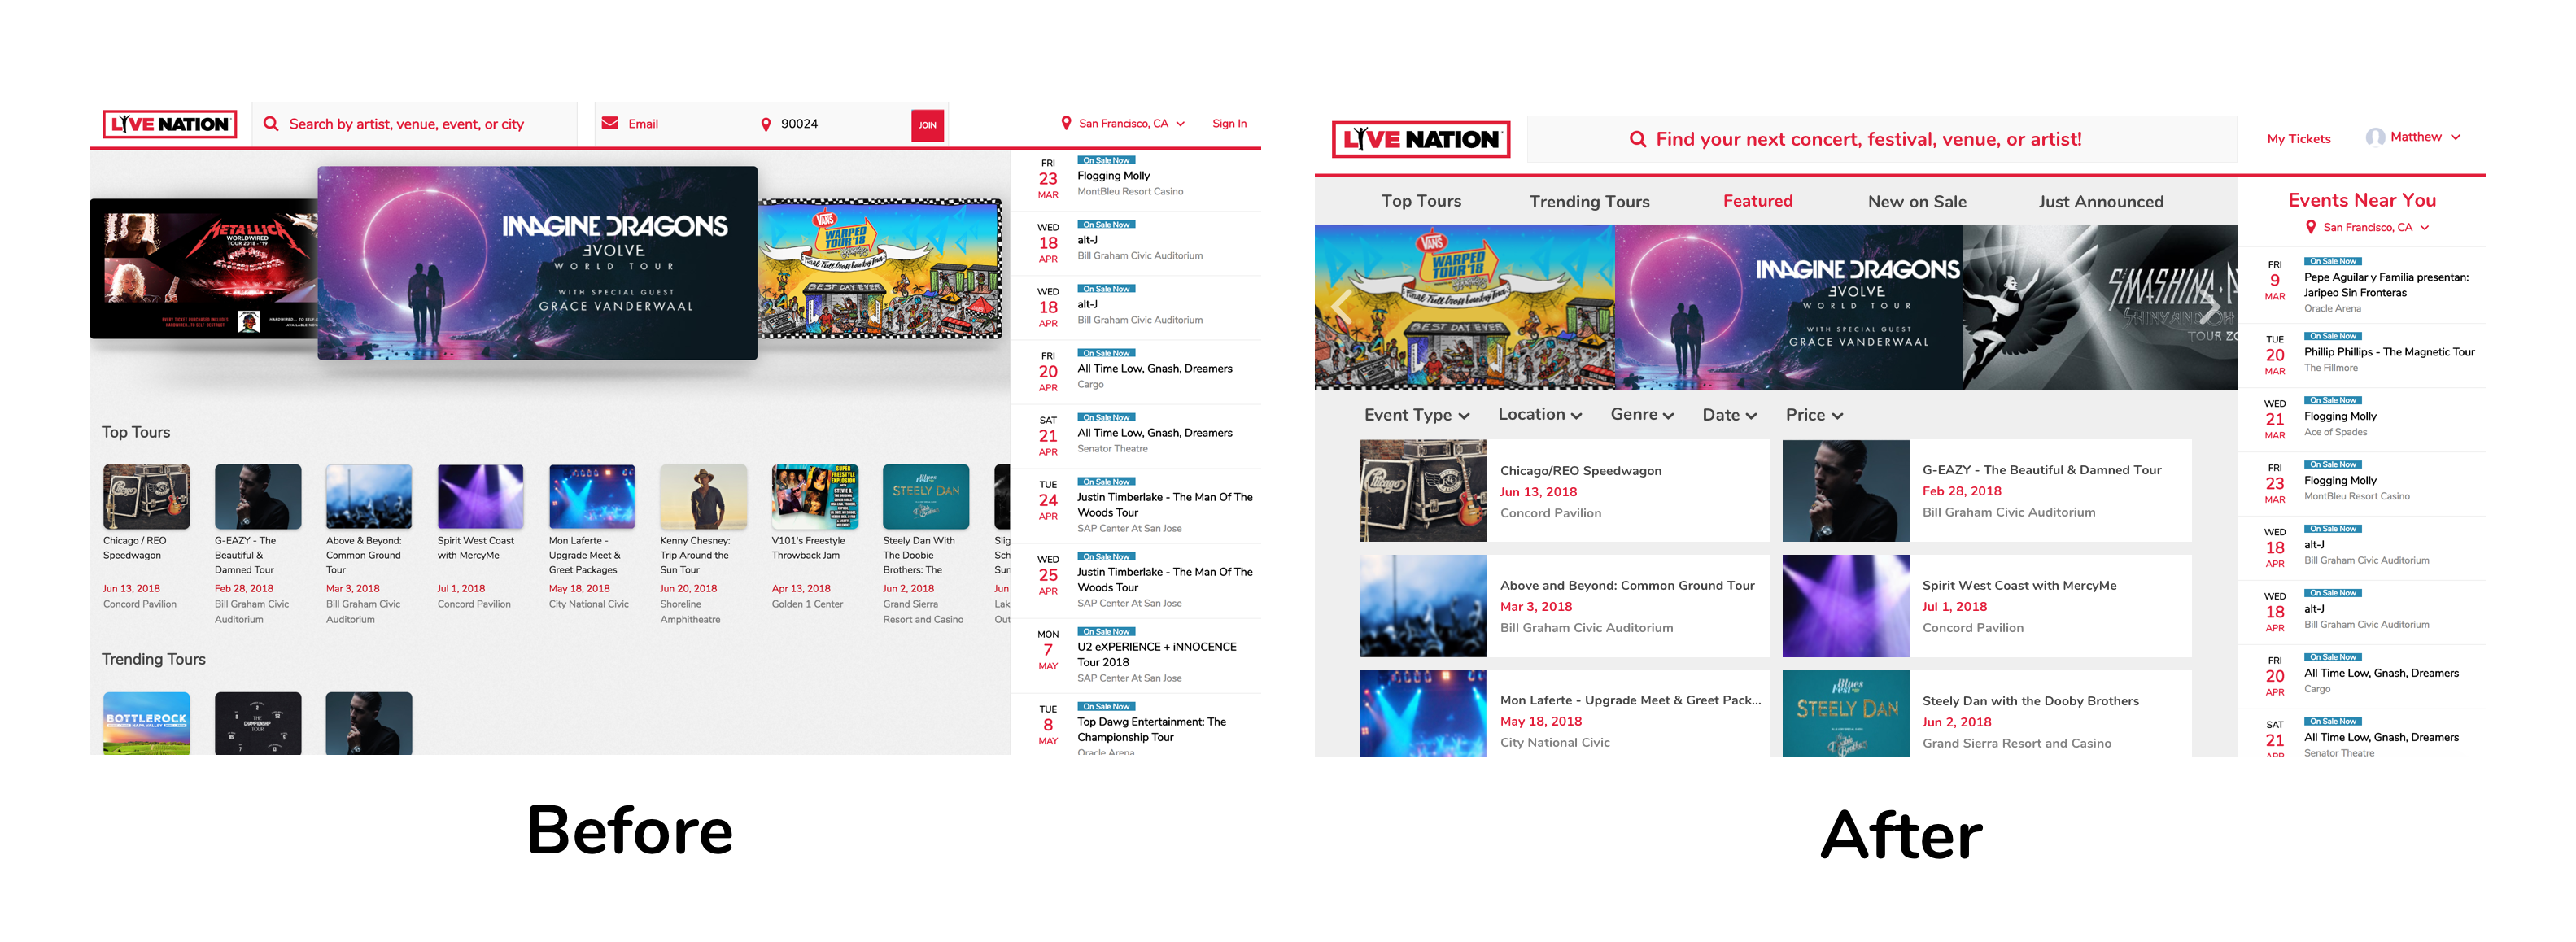 LIVE NATION
Search by artist, venue, event, or city
Email
90024
JOIN
San Francisco, CA
Sign In
METALLICA
WORLDWIRED
TOUR 2018 - '19
IMAGINE DRAGONS
EVOLVE
WORLD TOUR
WITH SPECIAL GUEST
GRACE VANDERWAAL
VANS
WARPED
TOUR '18
BEST DAY EVER
Top Tours
Chicago / REO
Speedwagon
Jun 13, 2018
Concord Pavilion
G-EAZY - The
Beautiful &
Damned Tour
Feb 28, 2018
Bill Graham Civic
Auditorium
Above & Beyond:
Common Ground
Tour
Mar 3, 2018
Bill Graham Civic
Auditorium
Spirit West Coast
with MercyMe
Jul 1, 2018
Concord Pavilion
Mon Laferte -
Upgrade Meet &
Greet Packages
May 18, 2018
City National Civic
Kenny Chesney:
Trip Around the
Sun Tour
Jun 20, 2018
Shoreline
Amphitheatre
V101's Freestyle
Throwback Jam
Apr 13, 2018
Golden 1 Center
STEELY DAN
Steely Dan With
The Doobie
Brothers: The
Jun 2, 2018
Grand Sierra
Resort and Casino
Slig
Sch
Sur
Jun
Lak
Out
Trending Tours
BOTTLEROCK
THE
CHAMPIONSHIP
TOUR
FRI
23
MAR
On Sale Now
Flogging Molly
MontBleu Resort Casino
WED
18
APR
On Sale Now
alt-J
Bill Graham Civic Auditorium
WED
18
APR
On Sale Now
alt-J
Bill Graham Civic Auditorium
FRI
20
APR
On Sale Now
All Time Low, Gnash, Dreamers
Cargo
SAT
21
APR
On Sale Now
All Time Low, Gnash, Dreamers
Senator Theatre
TUE
24
APR
On Sale Now
Justin Timberlake - The Man Of The
Woods Tour
SAP Center At San Jose
WED
25
APR
On Sale Now
Justin Timberlake - The Man Of The
Woods Tour
SAP Center At San Jose
MON
7
MAY
On Sale Now
U2 eXPERIENCE + iNNOCENCE
Tour 2018
SAP Center At San Jose
TUE
8
MAY
On Sale Now
Top Dawg Entertainment: The
Championship Tour
Oracle Arena
Before
LIVE NATION
Find your next concert, festival, venue, or artist!
My Tickets
Matthew
Top Tours
Trending Tours
Featured
New on Sale
Just Announced
VANS
WARPED
TOUR '18
BEST DAY EVER
IMAGINE DRAGONS
EVOLVE
WORLD TOUR
WITH SPECIAL GUEST
GRACE VANDERWAAL
SMASHING
SHINY AND OH
TOUR
Event Type
Location
Genre
Date
Price
Chicago/REO Speedwagon
Jun 13, 2018
Concord Pavilion
G-EAZY - The Beautiful & Damned Tour
Feb 28, 2018
Bill Graham Civic Auditorium
Above and Beyond: Common Ground Tour
Mar 3, 2018
Bill Graham Civic Auditorium
Spirit West Coast with MercyMe
Jul 1, 2018
Concord Pavilion
Mon Laferte - Upgrade Meet & Greet Pack...
May 18, 2018
City National Civic
STEELY DAN
Steely Dan with the Dooby Brothers
Jun 2, 2018
Grand Sierra Resort and Casino
Events Near You
San Francisco, CA
FRI
9
MAR
On Sale Now
Pepe Aguilar y Familia presentan:
Jaripeo Sin Fronteras
Oracle Arena
TUE
20
MAR
On Sale Now
Phillip Phillips - The Magnetic Tour
The Fillmore
WED
21
MAR
On Sale Now
Flogging Molly
Ace of Spades
FRI
23
MAR
On Sale Now
Flogging Molly
MontBleu Resort Casino
WED
18
APR
On Sale Now
alt-J
Bill Graham Civic Auditorium
WED
18
APR
On Sale Now
alt-J
Bill Graham Civic Auditorium
FRI
20
APR
On Sale Now
All Time Low, Gnash, Dreamers
Cargo
SAT
21
APR
On Sale Now
All Time Low, Gnash, Dreamers
Senator Theatre
After